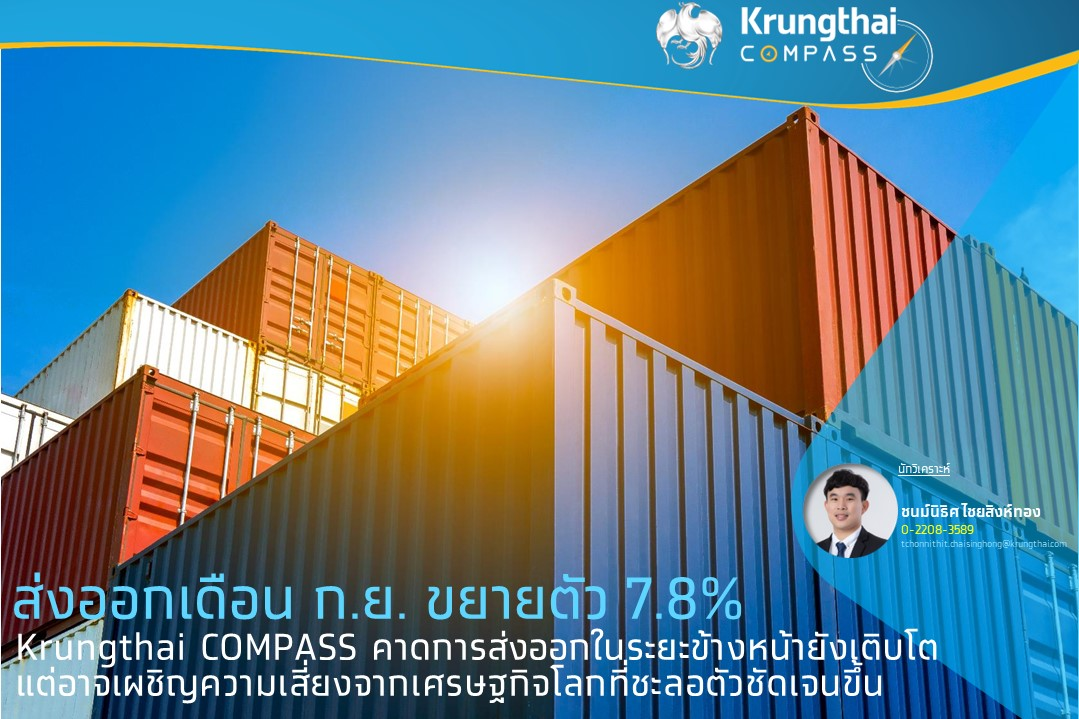 Krungthai
COMPASS
นักวิเคราะห์
ชนม์นิธิศ ไชยสิงห์ทอง
0-2208-3589
tchonnithit.chaisinghong@krungthai.com
ส่งออกเดือน ก.ย. ขยายตัว 7.8%
Krungthai COMPASS คาดการส่งออกในระยะข้างหน้ายังเติบโต
แต่อาจเผชิญความเสี่ยงจากเศรษฐกิจโลกที่ชะลอตัวชัดเจนขึ้น